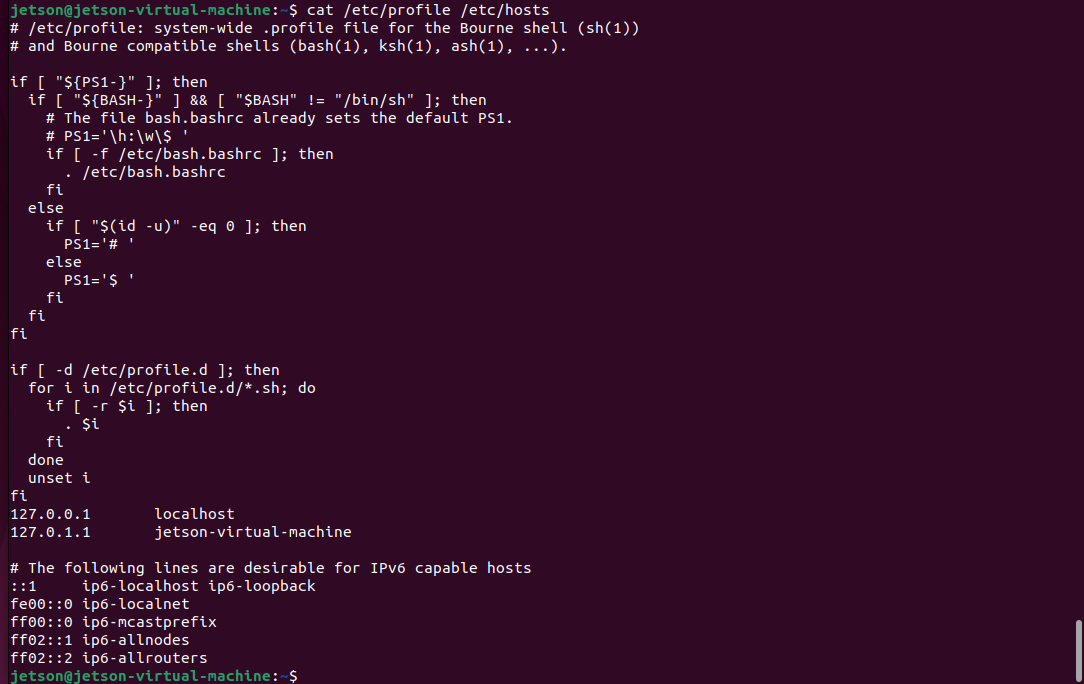 jetson@jetson-virtual-machine:~$ cat /etc/profile /etc/hosts
# /etc/profile: system-wide .profile file for the Bourne shell (sh(1))
# and Bourne compatible shells (bash(1), ksh(1), ash(1), ...).

if [ "${PS1-}" ]; then
  if [ "${BASH-}" ] && [ "$BASH" != "/bin/sh" ]; then
    # The file bash.bashrc already sets the default PS1.
    # PS1='\h:\w\$ '
    if [ -f /etc/bash.bashrc ]; then
      . /etc/bash.bashrc
    fi
  else
    if [ "$(id -u)" -eq 0 ]; then
      PS1='# '
    else
      PS1='$ '
    fi
  fi
fi

if [ -d /etc/profile.d ]; then
  for i in /etc/profile.d/*.sh; do
    if [ -r $i ]; then
      . $i
    fi
  done
  unset i
fi
127.0.0.1       localhost
127.0.1.1       jetson-virtual-machine

# The following lines are desirable for IPv6 capable hosts
::1     ip6-localhost ip6-loopback
fe00::0 ip6-localnet
ff00::0 ip6-mcastprefix
ff02::1 ip6-allnodes
ff02::2 ip6-allrouters
jetson@jetson-virtual-machine:~$